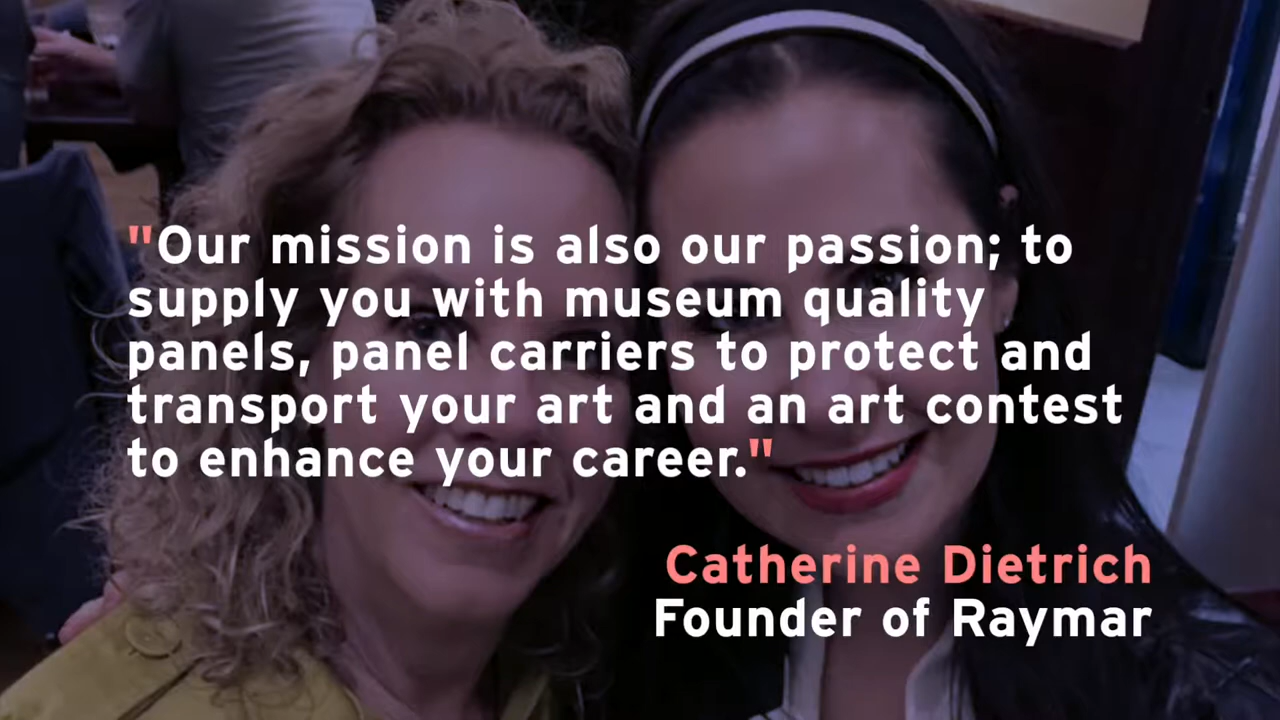 "Our mission is also our passion; to
supply you with museum quality
panels, panel carriers to protect and
transport your art and an art contest
to enhance your career."
Catherine Dietrich
Founder of Raymar